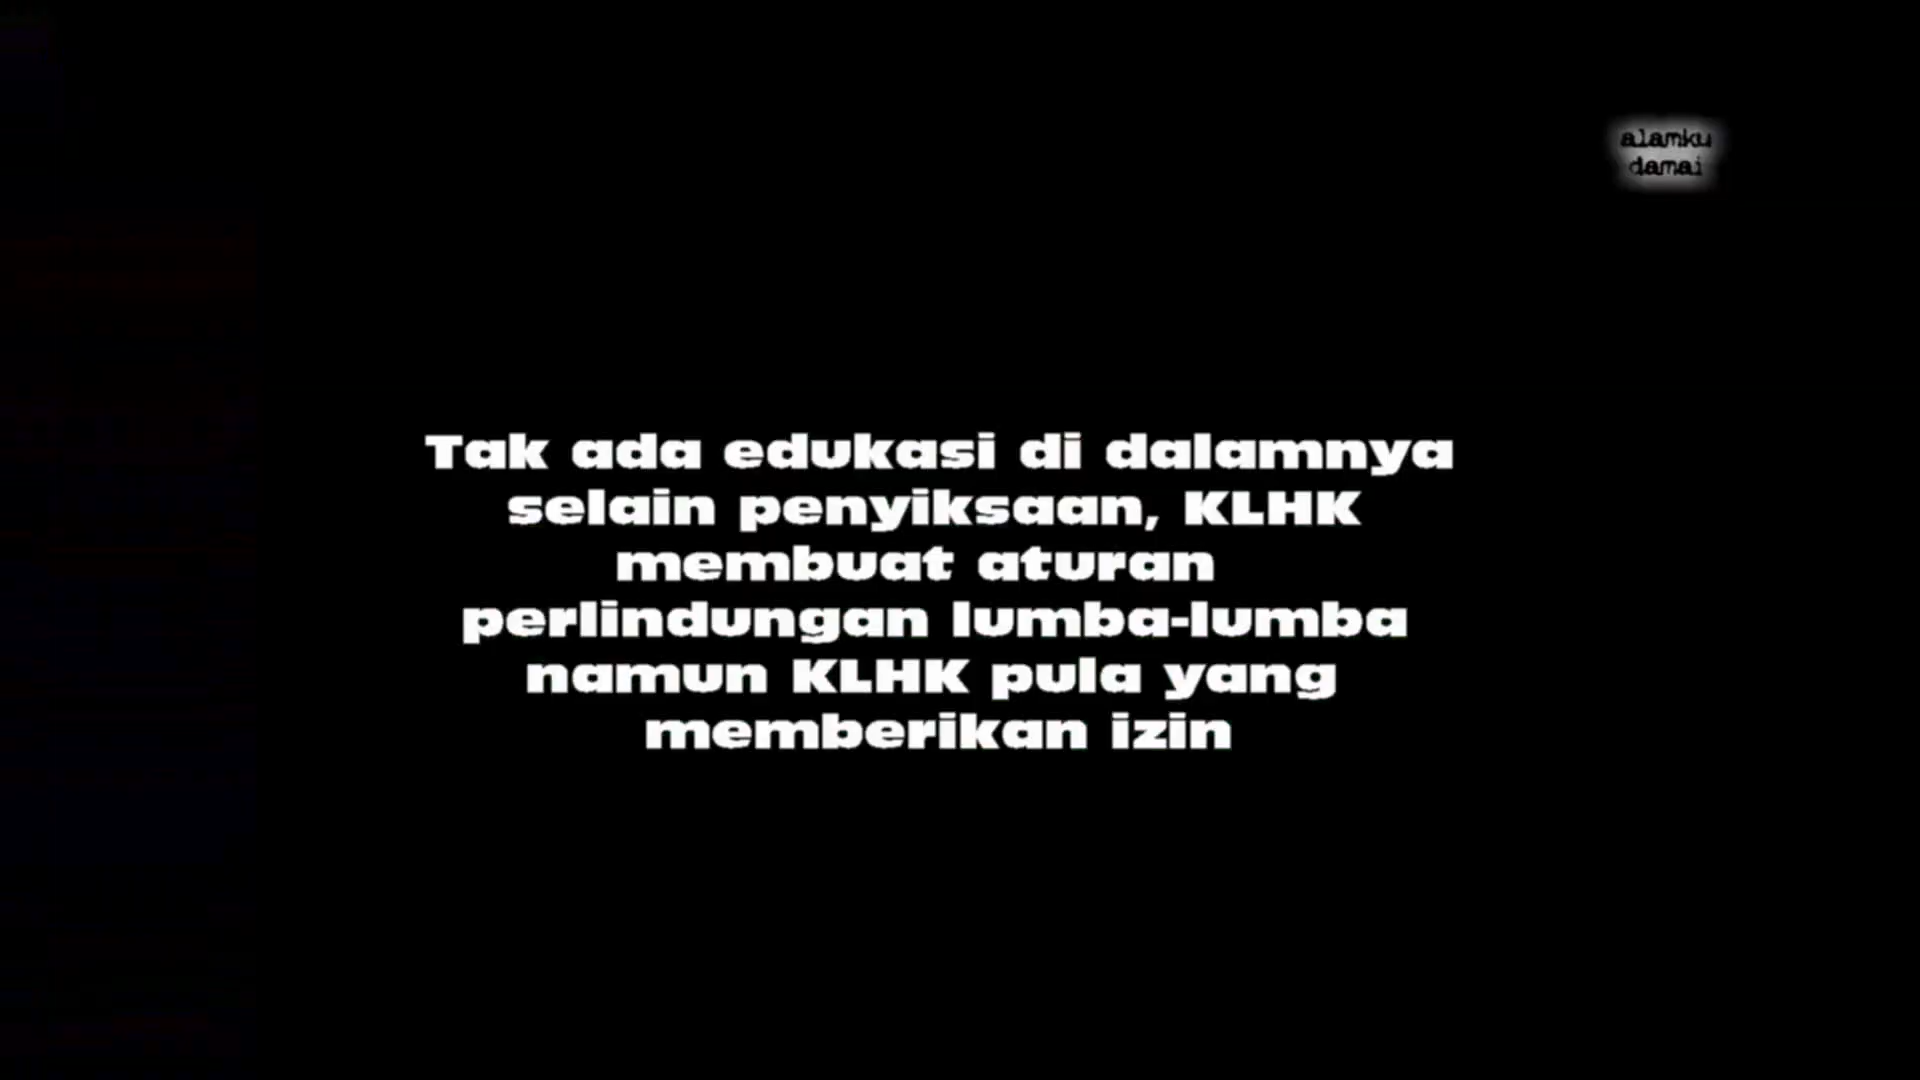 alamku
damai
Tak ada edukasi di dalamnya
selain penyiksaan, KLHK
membuat aturan
perlindungan lumba-lumba
namun KLHK pula yang
memberikan izin